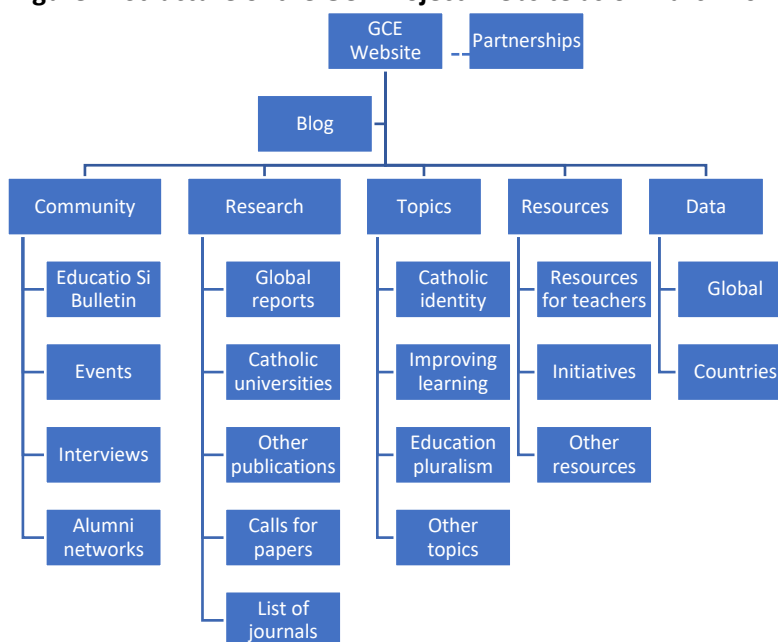 GCE
Website
Partnerships
Blog
Community
Research
Topics
Resources
Data
Educatio Si
Bulletin
Events
Interviews
Alumni
networks
Global
reports
Catholic
universities
Other
publications
Calls for
papers
List of
journals
Catholic
identity
Improving
learning
Education
pluralism
Other
topics
Resources
for teachers
Initiatives
Other
resources
Global
Countries